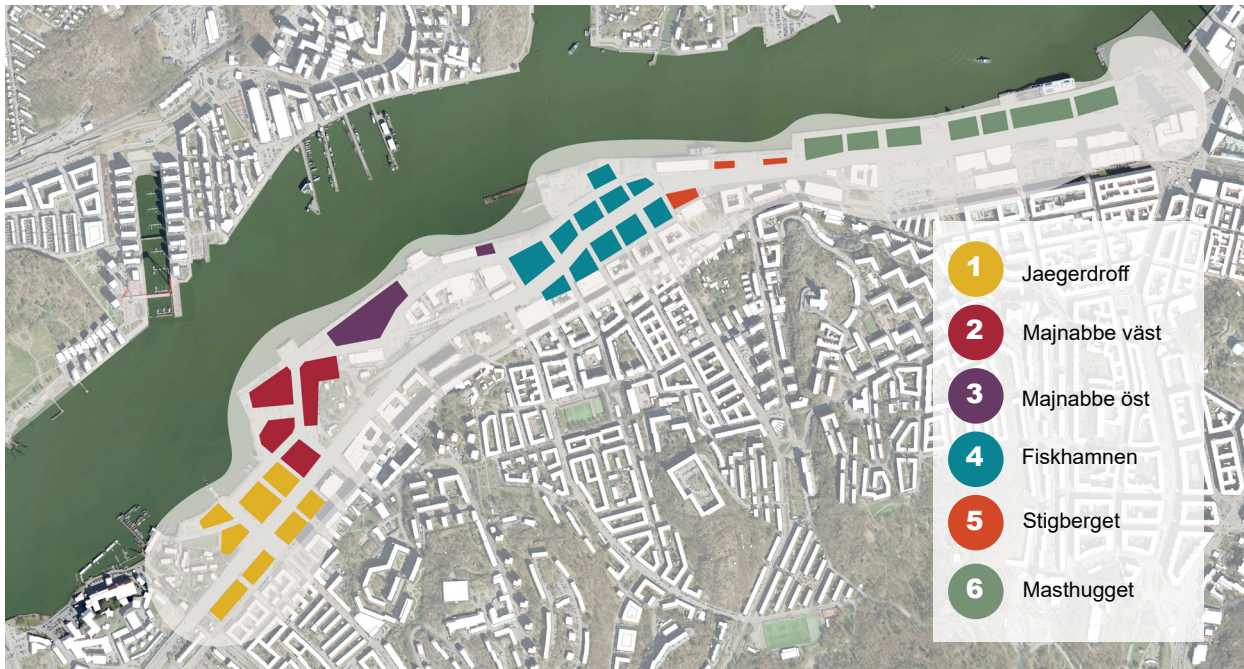 1 Jaegerdroff
2 Majnabbe väst
3 Majnabbe öst
4 Fiskhamnen
5 Stigberget
6 Masthugget